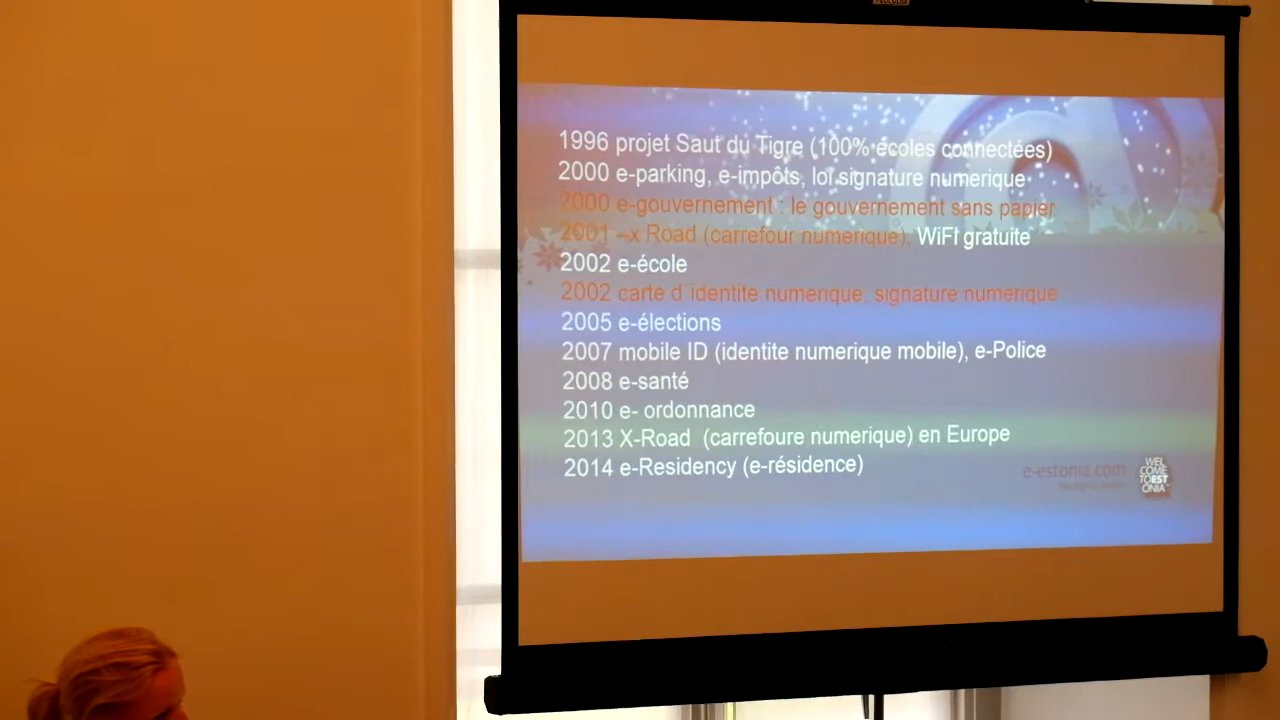 1996 projet Saut du Tigre (100% écoles connectées)
2000 e-parking, e-impôts, loi signature numerique
2000 e-gouvernement : le gouvernement sans papier
2001 –x Road (carrefour numerique), WiFi gratuite
2002 e-école
2002 carte d´identite numerique, signature numerique
2005 e-élections
2007 mobile ID (identite numerique mobile), e-Police
2008 e-santé
2010 e- ordonnance
2013 X-Road (carrefoure numerique) en Europe
2014 e-Residency (e-résidence)
e-estonia.com
WEL
COME
TOEST
ONIA